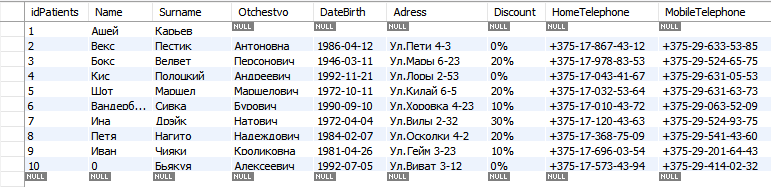 idPatients Name Surname Otchestvo DateBirth Adress Discount HomeTelephone MobileTelephone
1 Ашей Карьев NULL NULL NULL NULL NULL NULL
2 Векс Пестик Антоновна 1986-04-12 Ул.Пети 4-3 0% +375-17-867-43-12 +375-29-633-53-85
3 Бокс Велвет Персонович 1946-03-11 Ул.Мары 6-23 20% +375-17-978-83-53 +375-29-524-65-75
4 Кис Полоцкий Андреевич 1992-11-21 Ул.Лоры 2-53 0% +375-17-043-41-67 +375-29-631-05-53
5 Шот Маршел Маршелович 1972-10-11 Ул.Килай 6-5 20% +375-17-032-53-64 +375-29-631-63-73
6 Вандерб... Сивка Бурович 1990-09-10 Ул.Хоровка 4-23 10% +375-17-010-43-72 +375-29-063-52-09
7 Ина Дрэйк Натович 1972-04-04 Ул.Вилы 2-32 30% +375-17-120-43-63 +375-29-524-93-75
8 Петя Нагито Надеждович 1984-02-07 Ул.Осколки 4-2 20% +375-17-368-75-09 +375-29-541-43-60
9 Иван Чияки Кроликовна 1981-04-26 Ул.Гейм 3-23 10% +375-17-696-03-54 +375-29-201-64-43
10 0 Бьякуя Алексеевич 1992-07-05 Ул.Виват 3-12 0% +375-17-573-43-94 +375-29-414-02-32
NULL NULL NULL NULL NULL NULL NULL NULL NULL